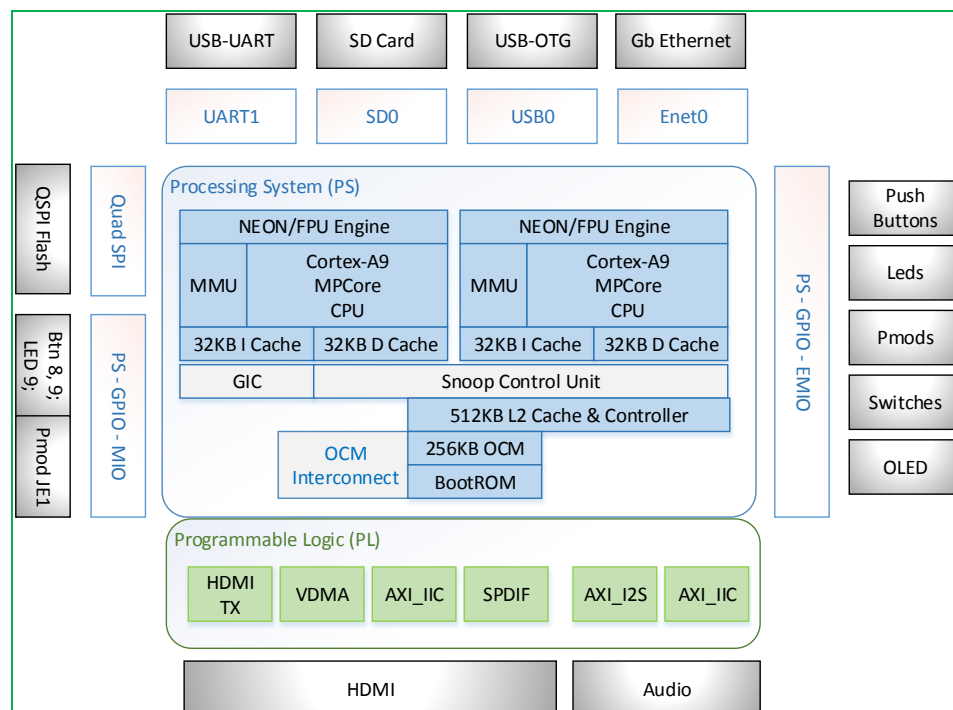 USB-UART
SD Card
USB-OTG
Gb Ethernet
UART1
SD0
USB0
Enet0
QSPI Flash
Quad SPI
Btn 8, 9;
LED 9;
Pmod JE1
PS - GPIO - MIO
Processing System (PS)
NEON/FPU Engine
MMU
Cortex-A9
MPCore
CPU
32KB I Cache
32KB D Cache
NEON/FPU Engine
MMU
Cortex-A9
MPCore
CPU
32KB I Cache
32KB D Cache
GIC
Snoop Control Unit
512KB L2 Cache & Controller
OCM
Interconnect
256KB OCM
BootROM
PS - GPIO - EMIO
Push
Buttons
Leds
Pmods
Switches
OLED
Programmable Logic (PL)
HDMI
TX
VDMA
AXI_IIC
SPDIF
AXI_I2S
AXI_IIC
HDMI
Audio